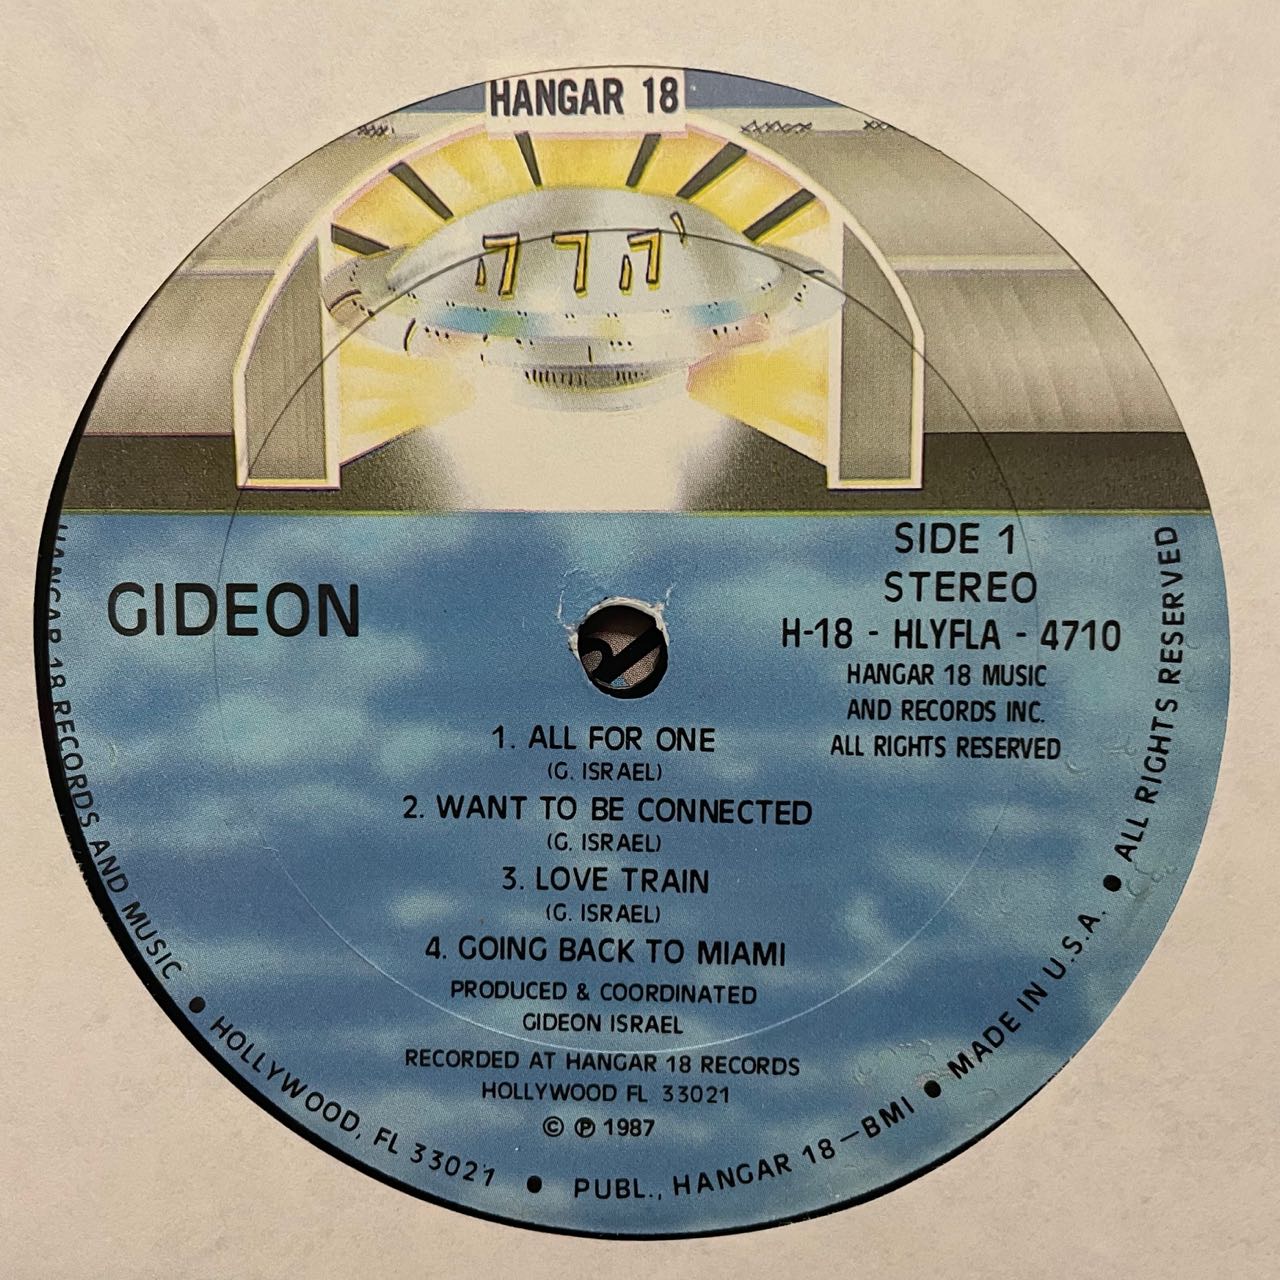 HANGAR 18
יהוה
GIDEON
SIDE 1
STEREO
H-18 - HLYFLA - 4710
HANGAR 18 MUSIC
AND RECORDS INC.
ALL RIGHTS RESERVED
1. ALL FOR ONE
(G. ISRAEL)
2. WANT TO BE CONNECTED
(G. ISRAEL)
3. LOVE TRAIN
(G. ISRAEL)
4. GOING BACK TO MIAMI
PRODUCED & COORDINATED
GIDEON ISRAEL
RECORDED AT HANGAR 18 RECORDS
HOLLYWOOD FL 33021
© ℗ 1987
HANGAR 18 RECORDS AND MUSIC • HOLLYWOOD, FL 33021 • PUBL., HANGAR 18–BMI • MADE IN U.S.A. • ALL RIGHTS RESERVED